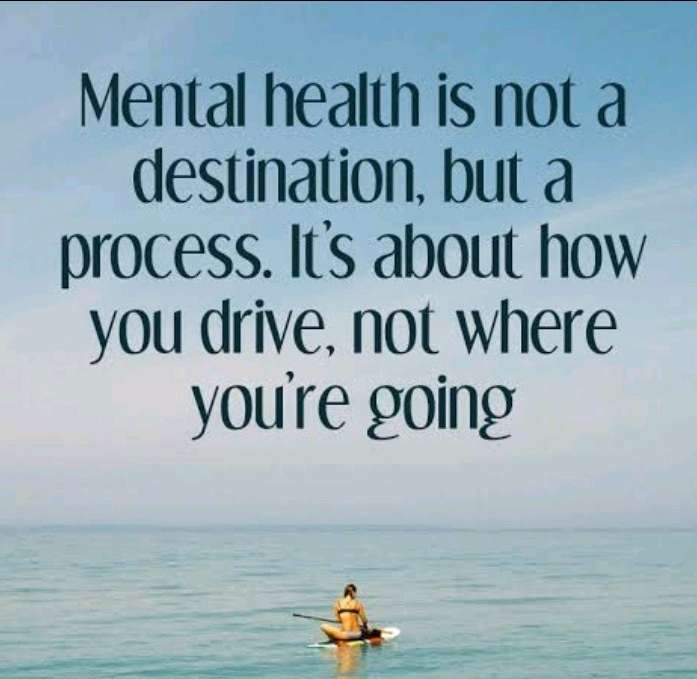 Mental health is not a
destination, but a
process. It's about how
you drive, not where
you're going